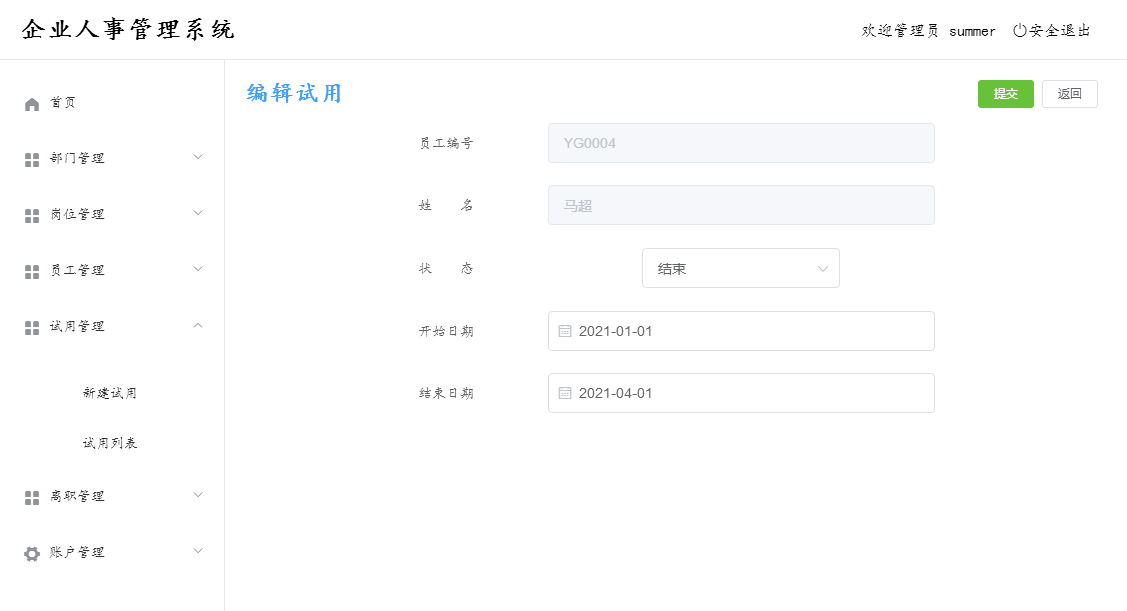 企业人事管理系统
欢迎管理员 summer 安全退出
首页
部门管理
岗位管理
员工管理
试用管理
新建试用
试用列表
离职管理
账户管理
编辑试用
提交 返回
员工编号 YG0004
姓 名 马超
状 态 结束
开始日期 2021-01-01
结束日期 2021-04-01